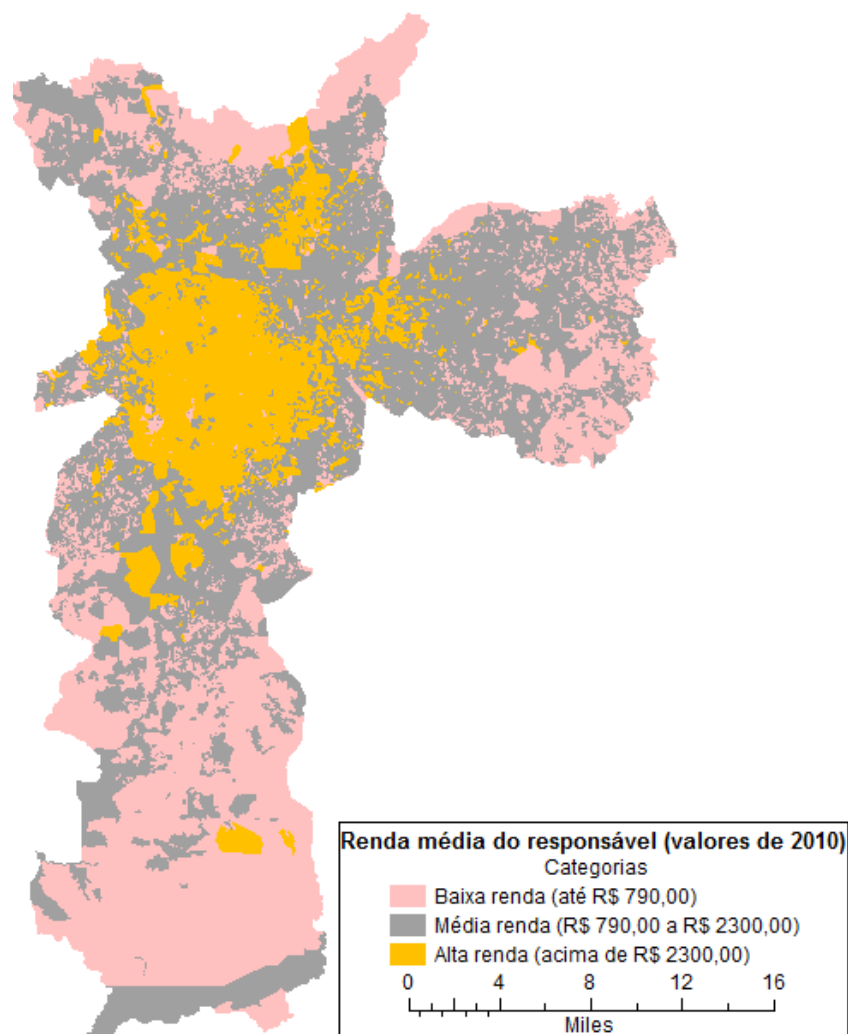 Renda média do responsável (valores de 2010)
Categorias
Baixa renda (até R$ 790,00)
Média renda (R$ 790,00 a R$ 2300,00)
Alta renda (acima de R$ 2300,00)
0 4 8 12 16
Miles